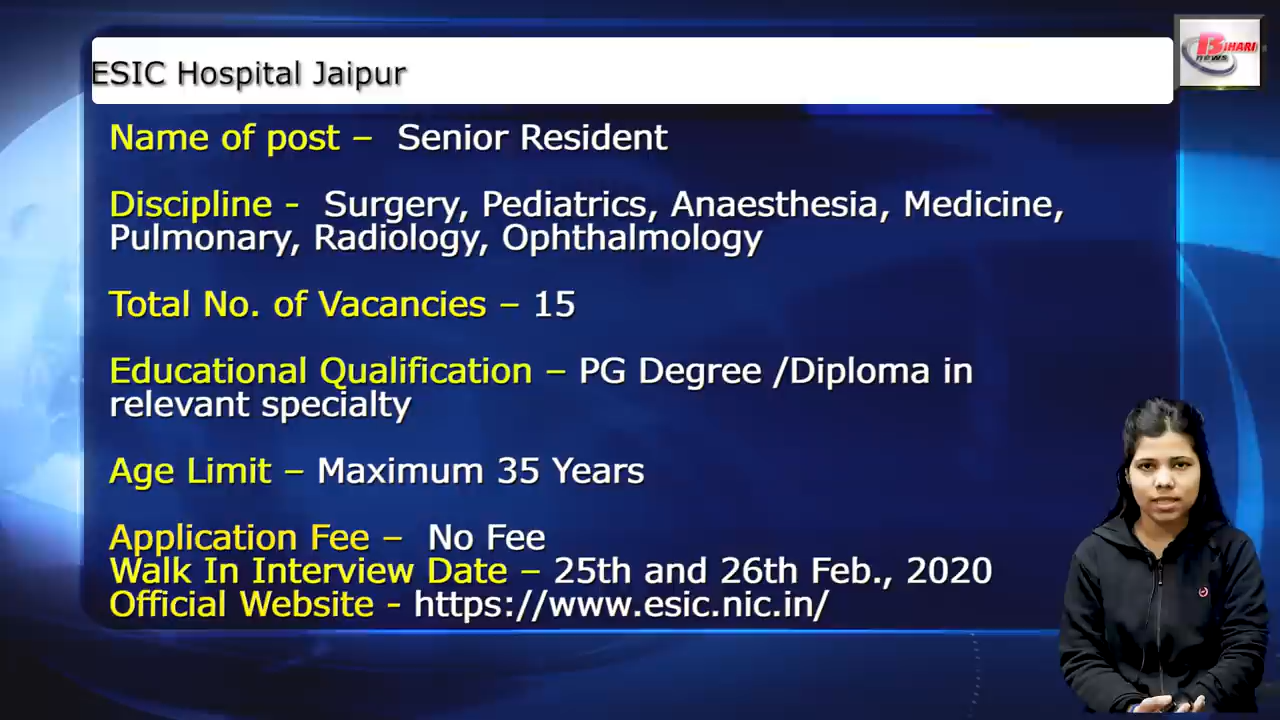 ESIC Hospital Jaipur
BIHARI
news
Name of post – Senior Resident
Discipline - Surgery, Pediatrics, Anaesthesia, Medicine,
Pulmonary, Radiology, Ophthalmology
Total No. of Vacancies – 15
Educational Qualification – PG Degree /Diploma in
relevant specialty
Age Limit – Maximum 35 Years
Application Fee – No Fee
Walk In Interview Date – 25th and 26th Feb., 2020
Official Website - https://www.esic.nic.in/